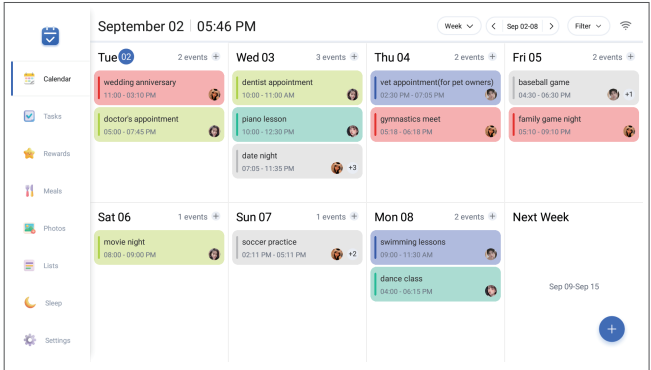 September 02 | 05:46 PM
Week
Sep 02-08
Filter
Tue 02
2 events +
Wed 03
3 events +
Thu 04
2 events +
Fri 05
2 events +
Calendar
Tasks
Rewards
Meals
Photos
Lists
Sleep
Settings
wedding anniversary
11:00 - 03:10 PM
doctor's appointment
05:00 - 07:45 PM
dentist appointment
10:00 - 11:00 AM
piano lesson
10:00 - 12:30 PM
date night
07:05 - 11:35 PM
+3
vet appointment(for pet owners)
02:30 PM - 07:05 PM
gymnastics meet
05:18 - 06:18 PM
baseball game
04:30 - 06:30 PM
+1
family game night
05:10 - 09:10 PM
Sat 06
1 events +
Sun 07
1 events +
Mon 08
2 events +
Next Week
movie night
08:00 - 09:00 PM
soccer practice
02:11 PM - 05:11 PM
+2
swimming lessons
09:00 - 11:30 AM
dance class
04:00 - 06:15 PM
Sep 09-Sep 15
+